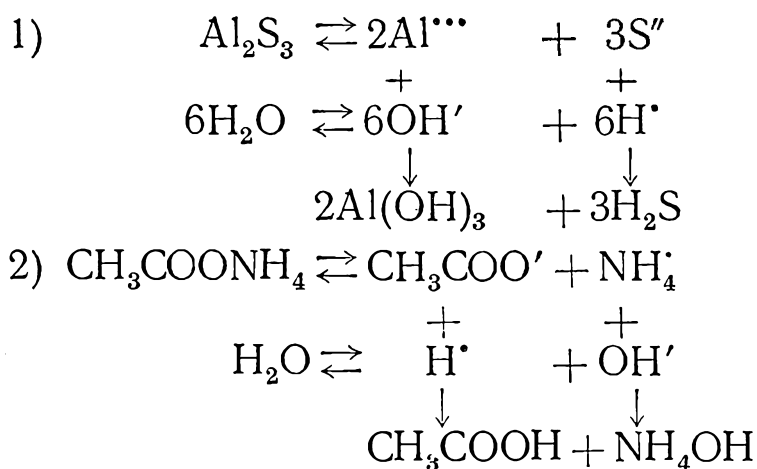 1) Al₂S₃ ⇄ 2Al••• + 3S″
+ +
6H₂O ⇄ 6OH′ + 6H•
↓ ↓
2Al(OH)₃ + 3H₂S
2) CH₃COONH₄ ⇄ CH₃COO′ + NH₄•
+ +
H₂O ⇄ H• + OH′
↓ ↓
CH₃COOH + NH₄OH